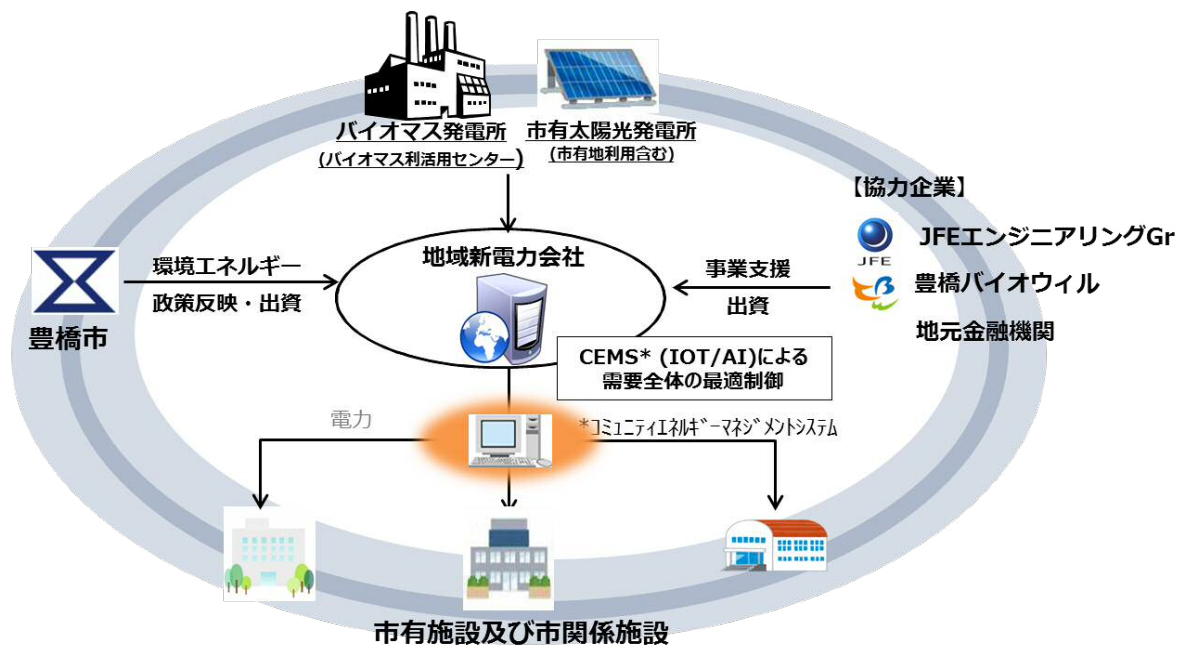 バイオマス発電所
(バイオマス利活用センター)
市有太陽光発電所
(市有地利用含む)
【協力企業】
JFE
JFEエンジニアリングGr
豊橋バイオウィル
地元金融機関
地域新電力会社
環境エネルギー
政策反映・出資
豊橋市
事業支援
出資
CEMS* (IOT/AI)による
需要全体の最適制御
電力
*コミュニティエネルギーマネジメントシステム
市有施設及び市関係施設